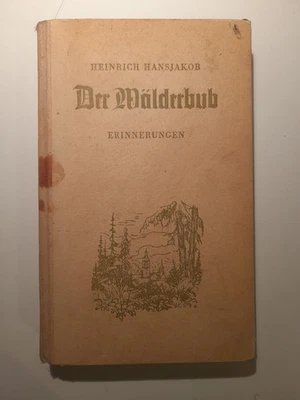 HEINRICH HANSJAKOB
Der Wälderbub
ERINNERUNGEN